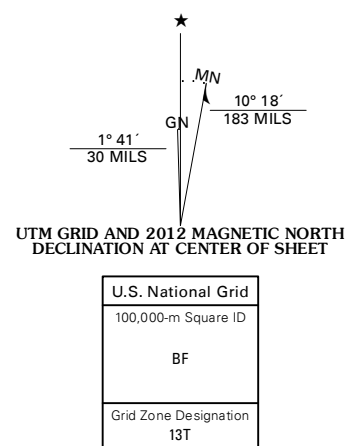 ★
MN
GN
10° 18´
183 MILS
1° 41´
30 MILS
UTM GRID AND 2012 MAGNETIC NORTH
DECLINATION AT CENTER OF SHEET
U.S. National Grid
100,000-m Square ID
BF
Grid Zone Designation
13T